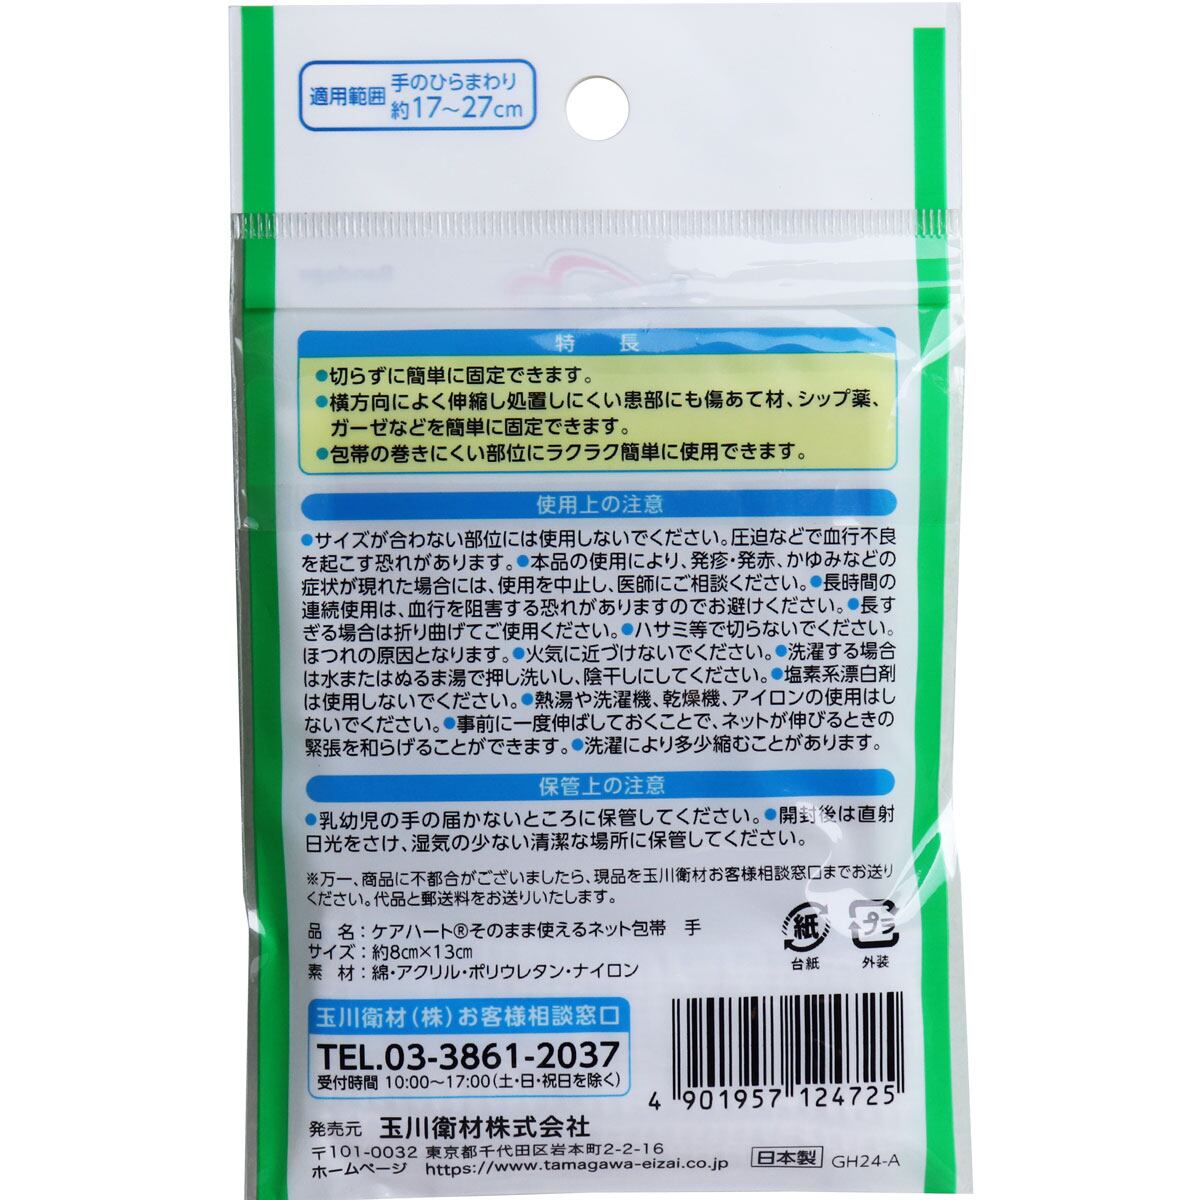 適用範囲 手のひらまわり
約17～27cm
特　長
●切らずに簡単に固定できます。
●横方向によく伸縮し処置しにくい患部にも傷あて材、シップ薬、
ガーゼなどを簡単に固定できます。
●包帯の巻きにくい部位にラクラク簡単に使用できます。
使用上の注意
●サイズが合わない部位には使用しないでください。圧迫などで血行不良
を起こす恐れがあります。●本品の使用により、発疹・発赤、かゆみなどの
症状が現れた場合には、使用を中止し、医師にご相談ください。●長時間の
連続使用は、血行を阻害する恐れがありますのでお避けください。●長す
ぎる場合は折り曲げてご使用ください。●ハサミ等で切らないでください。
ほつれの原因となります。●火気に近づけないでください。●洗濯する場合
は水またはぬるま湯で押し洗いし、陰干しにしてください。●塩素系漂白剤
は使用しないでください。●熱湯や洗濯機、乾燥機、アイロンの使用はし
ないでください。●事前に一度伸ばしておくことで、ネットが伸びるときの
緊張を和らげることができます。●洗濯により多少縮むことがあります。
保管上の注意
●乳幼児の手の届かないところに保管してください。●開封後は直射
日光をさけ、湿気の少ない清潔な場所に保管してください。
※万一、商品に不都合がございましたら、現品を玉川衛材お客様相談窓口までお送り
ください。代品と郵送料をお送りいたします。
品　名：ケアハート®そのまま使えるネット包帯　手
サイズ：約8cm×13cm
素　材：綿・アクリル・ポリウレタン・ナイロン
紙 プラ
台紙 外装
玉川衛材（株）お客様相談窓口
TEL.03-3861-2037
受付時間 10:00～17:00（土・日・祝日を除く）
4 901957 124725
発売元 玉川衛材株式会社
〒101-0032 東京都千代田区岩本町2-2-16
ホームページ https://www.tamagawa-eizai.co.jp
日本製 GH24-A